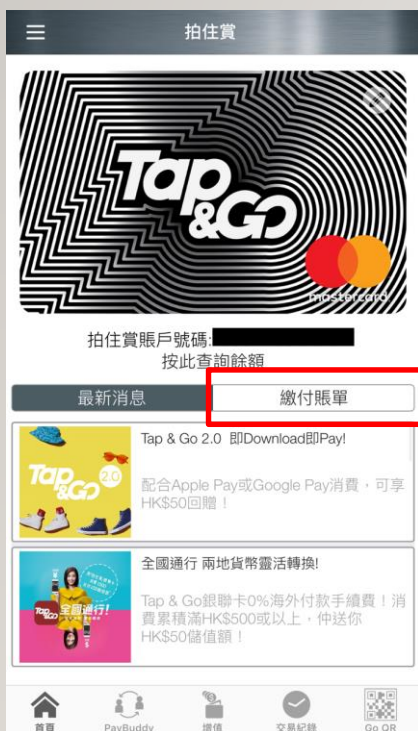 拍住賞
Tap
&GO
mastercard
拍住賞賬戶號碼:
按此查詢餘額
最新消息
繳付賬單
Tap
&GO
2.0
Tap & Go 2.0 即Download即Pay!
配合Apple Pay或Google Pay消費,可享
HK$50回贈!
全國通行!
全國通行 兩地貨幣靈活轉換!
Tap & Go銀聯卡0%海外付款手續費!消
費累積滿HK$500或以上,仲送你
HK$50儲值額!
首頁
PayBuddy
增值
交易紀錄
Go QR